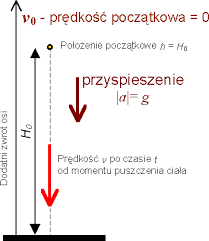 v₀ - prędkość początkowa = 0
Położenie początkowe h = H₀
przyspieszenie
|a|= g
H₀
Prędkość v po czasie t
od momentu puszczenia ciała
Dodatni zwrot osi